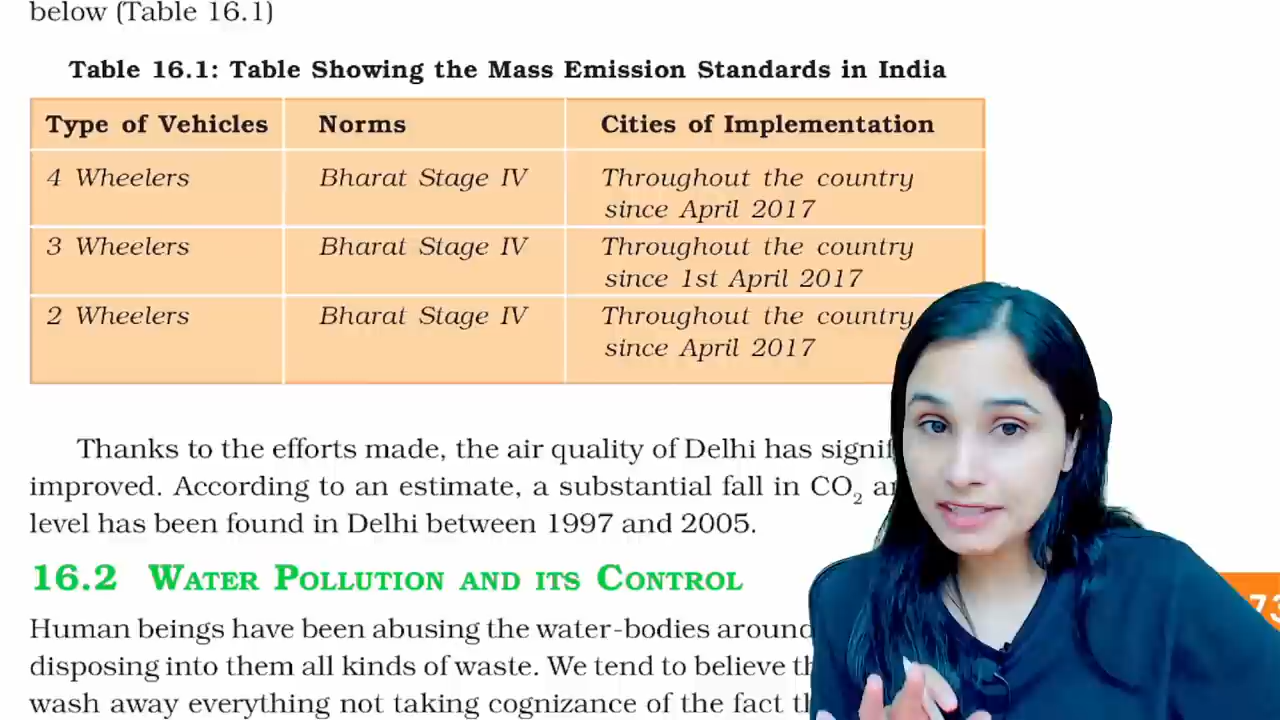 below (Table 16.1)
Table 16.1: Table Showing the Mass Emission Standards in India
Type of Vehicles Norms Cities of Implementation
4 Wheelers Bharat Stage IV Throughout the country
since April 2017
3 Wheelers Bharat Stage IV Throughout the country
since 1st April 2017
2 Wheelers Bharat Stage IV Throughout the country
since April 2017
Thanks to the efforts made, the air quality of Delhi has
improved. According to an estimate, a substantial fall in CO₂
level has been found in Delhi between 1997 and 2005.
16.2 WATER POLLUTION AND ITS CONTROL
Human beings have been abusing the water-bodies around
disposing into them all kinds of waste. We tend to believe
wash away everything not taking cognizance of the fact